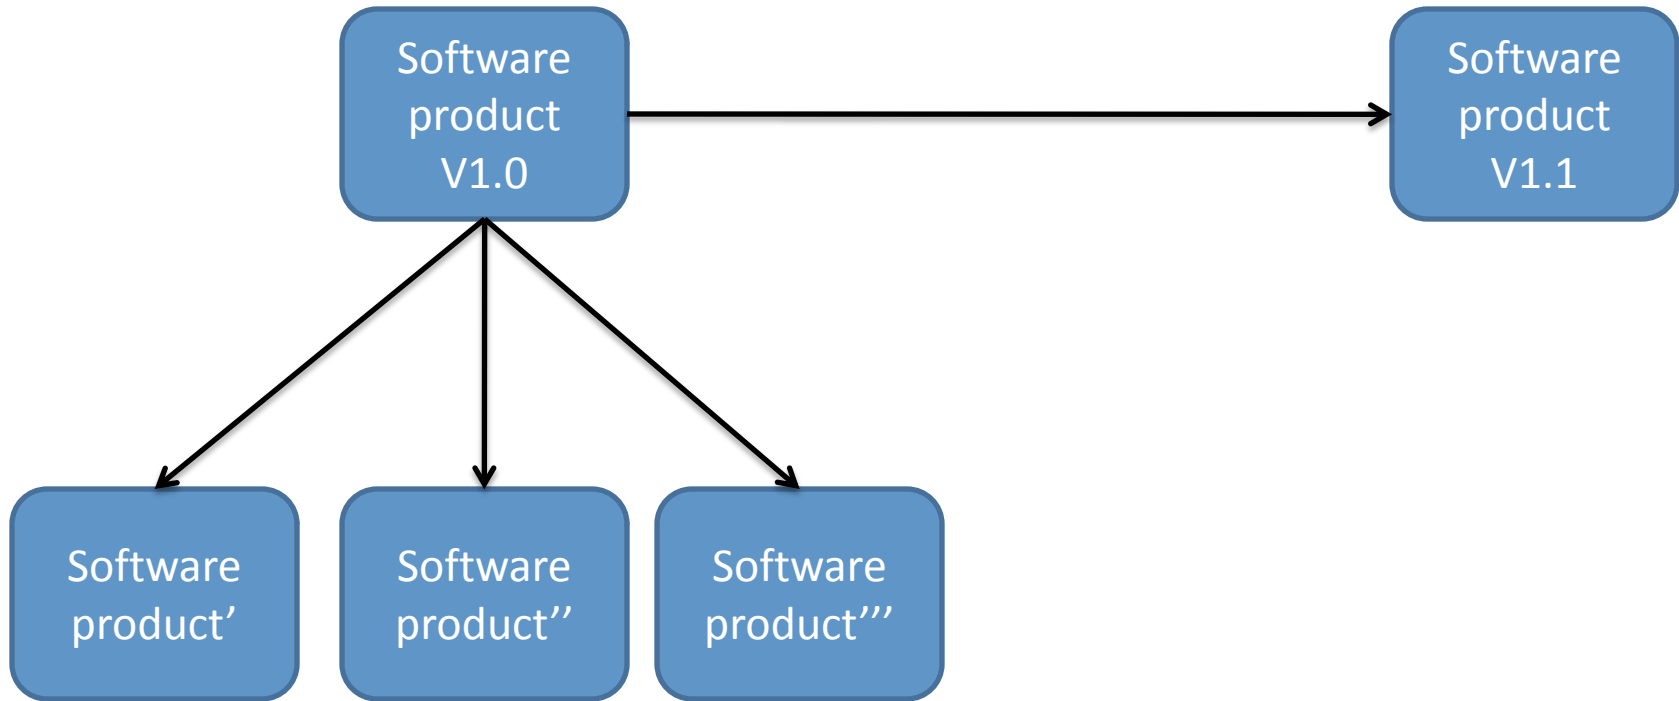 Software
product
V1.0
Software
product
V1.1
Software
product’
Software
product’’
Software
product’’’